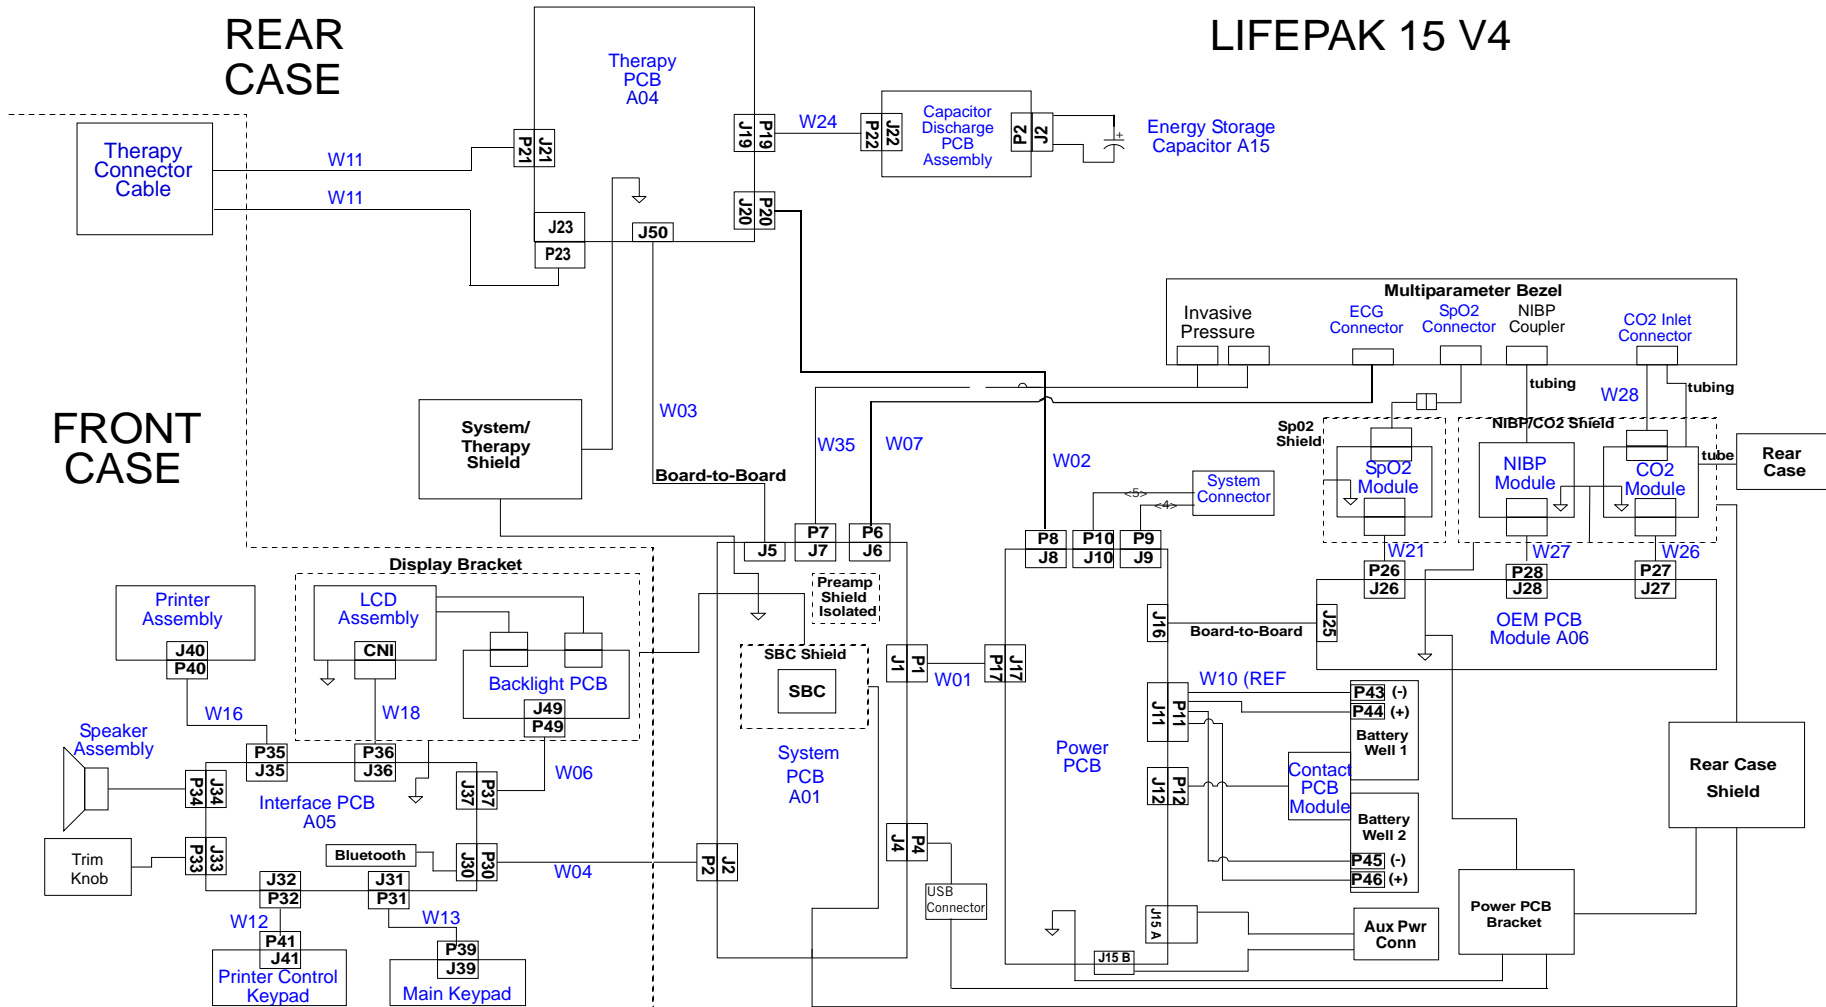 REAR
CASE
LIFEPAK 15 V4
Therapy
PCB
A04
Therapy
Connector
Cable
W11
W11
P21
J21
J19
P19
W24
P22
J22
Capacitor
Discharge
PCB
Assembly
P2
J2
+
Energy Storage
Capacitor A15
J20
P20
J23
P23
J50
Multiparameter Bezel
Invasive
Pressure
ECG
Connector
SpO2
Connector
NIBP
Coupler
CO2 Inlet
Connector
FRONT
CASE
System/
Therapy
Shield
W03
Board-to-Board
W35
W07
W02
tubing
W28
tubing
Sp02
Shield
NIBP/CO2 Shield
SpO2
Module
NIBP
Module
CO2
Module
tube
Rear
Case
System
Connector
<5>
<4>
W21
W27
W26
P7
J7
P6
J6
J5
P8
J8
P10
J10
P9
J9
P26
J26
P28
J28
P27
J27
OEM PCB
Module A06
J16
Board-to-Board
J25
Display Bracket
Preamp
Shield
Isolated
Printer
Assembly
J40
P40
LCD
Assembly
CNI
Backlight PCB
J49
P49
SBC Shield
SBC
J1
P1
W01
P17
J17
W10 (REF
P43 (-)
P44 (+)
Battery
Well 1
J11
P11
Speaker
Assembly
W16
W18
P35
J35
P36
J36
W06
System
PCB
A01
Power
PCB
J12
P12
Contact
PCB
Module
Battery
Well 2
P45 (-)
P46 (+)
Rear Case
Shield
P34
J34
Interface PCB
A05
J37
P37
Trim
Knob
P33
J33
Bluetooth
J30
P30
W04
P2
J2
J4
P4
J32
P32
J31
P31
W12
W13
P41
J41
Printer Control
Keypad
P39
J39
Main Keypad
USB
Connector
J15 A
J15 B
Aux Pwr
Conn
Power PCB
Bracket